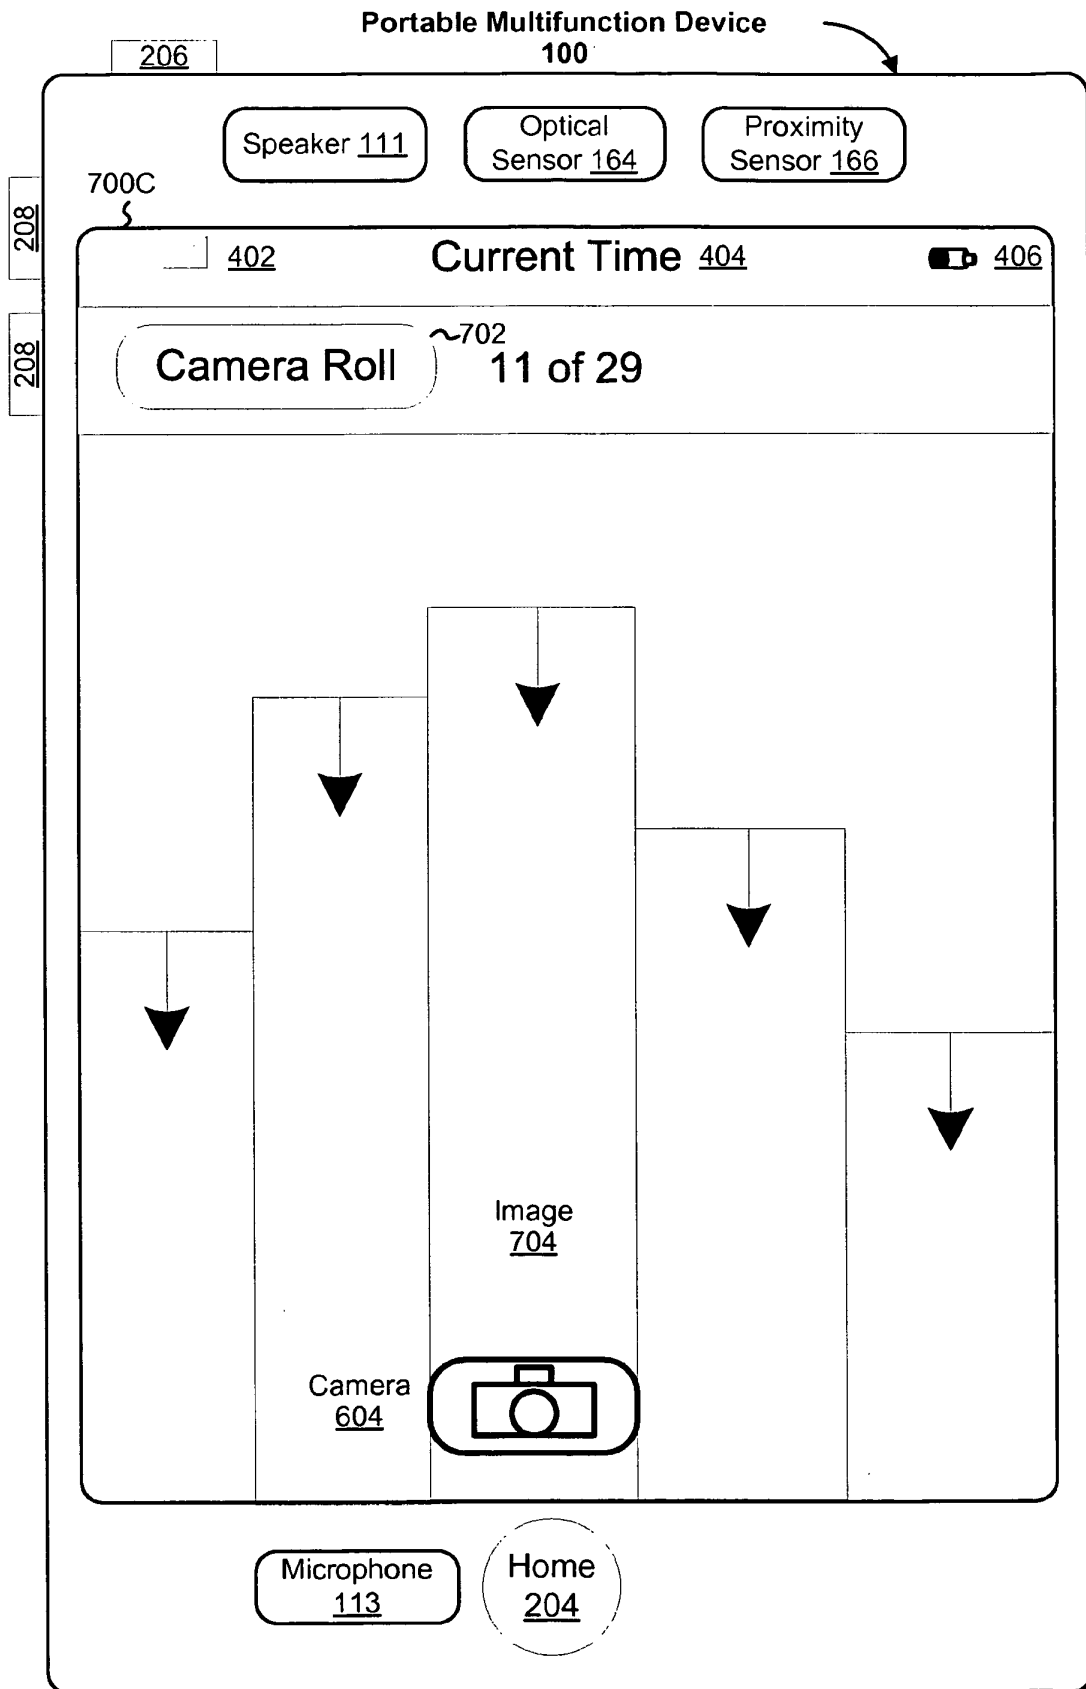 Portable Multifunction Device
100
206
Speaker 111
Optical
Sensor 164
Proximity
Sensor 166
700C
208
402
Current Time 404
406
208
Camera Roll
702
11 of 29
Image
704
Camera
604
Microphone
113
Home
204